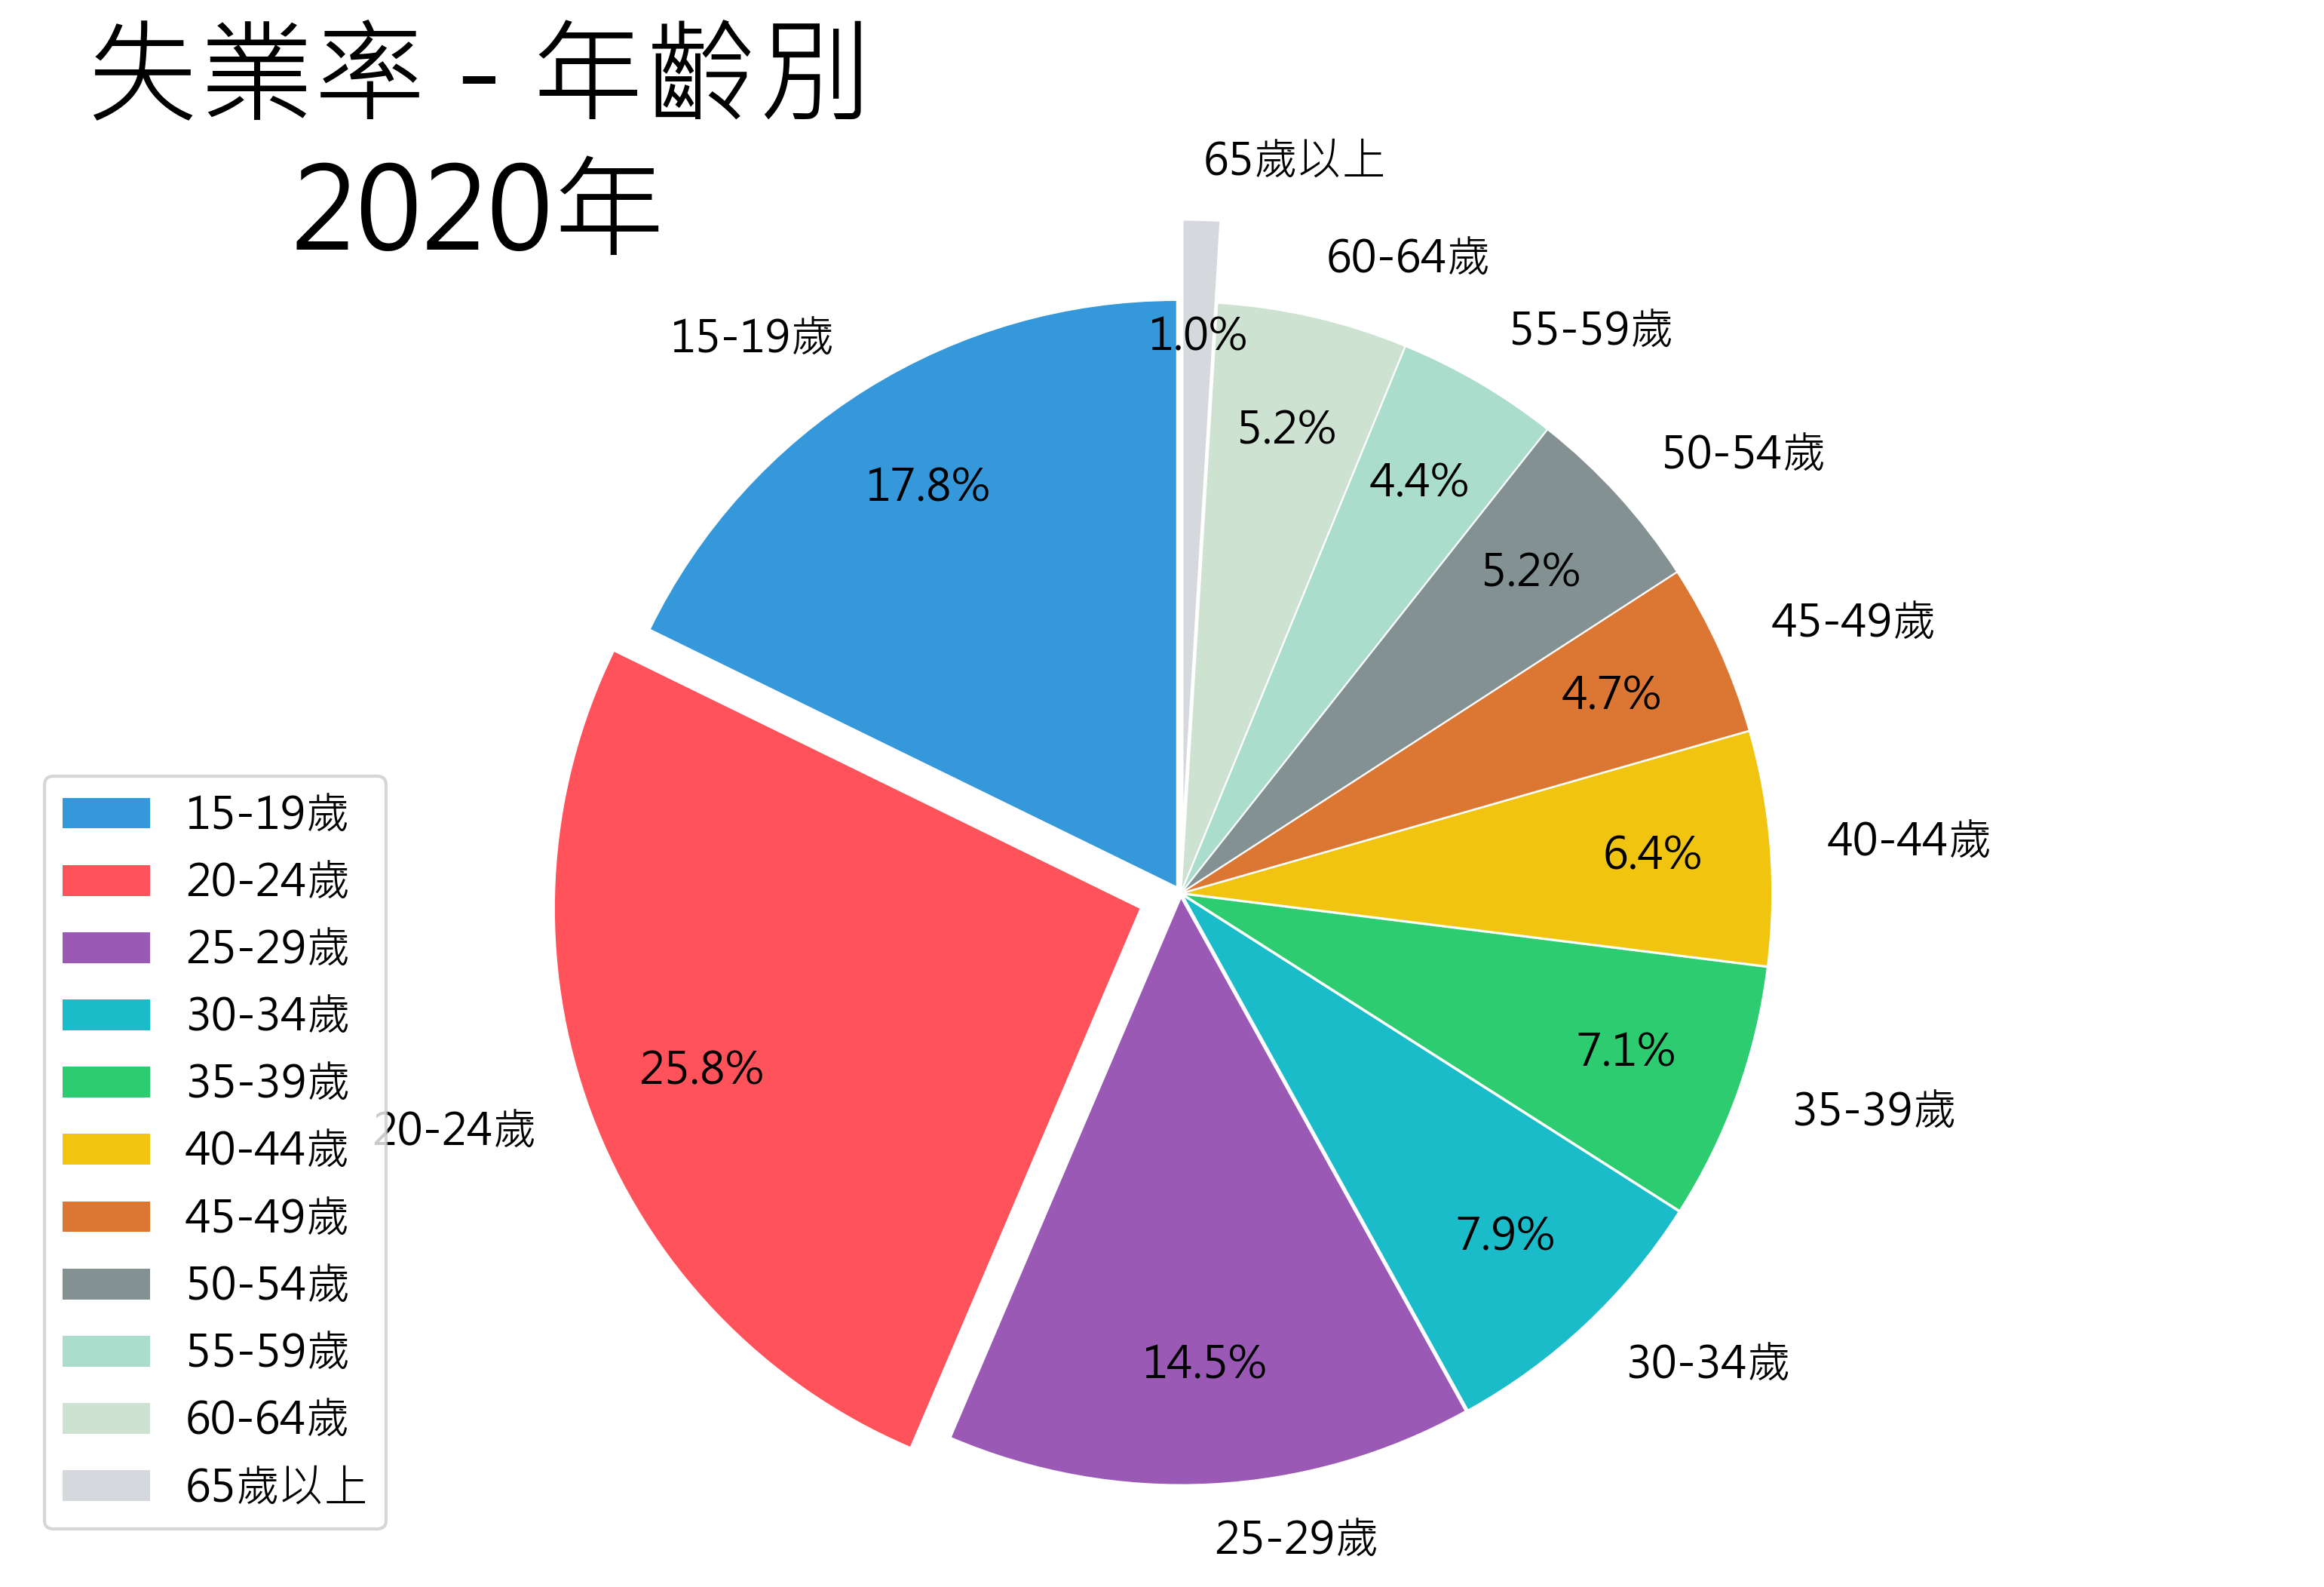 失業率 - 年齡別
2020年
65歲以上
60-64歲
55-59歲
50-54歲
45-49歲
40-44歲
35-39歲
30-34歲
25-29歲
20-24歲
15-19歲
1.0%
5.2%
4.4%
5.2%
4.7%
6.4%
7.1%
7.9%
14.5%
25.8%
17.8%
15-19歲
20-24歲
25-29歲
30-34歲
35-39歲
40-44歲
45-49歲
50-54歲
55-59歲
60-64歲
65歲以上